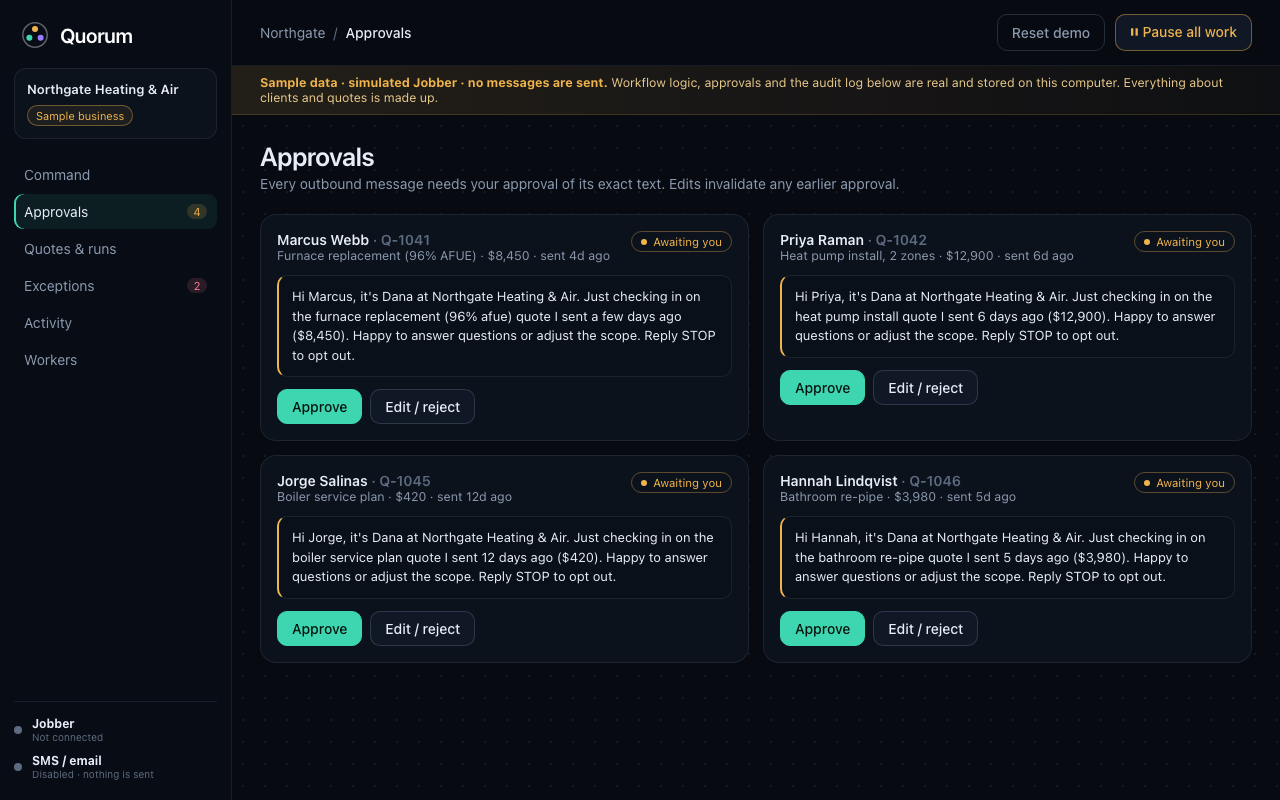 Quorum
Northgate Heating & Air
Sample business
Command
Approvals
4
Quotes & runs
Exceptions
2
Activity
Workers
Jobber
Not connected
SMS / email
Disabled · nothing is sent
Northgate / Approvals
Reset demo
Pause all work
Sample data · simulated Jobber · no messages are sent. Workflow logic, approvals and the audit log below are real and stored on this computer. Everything about
clients and quotes is made up.
Approvals
Every outbound message needs your approval of its exact text. Edits invalidate any earlier approval.
Marcus Webb · Q-1041
Awaiting you
Furnace replacement (96% AFUE) · $8,450 · sent 4d ago
Hi Marcus, it's Dana at Northgate Heating & Air. Just checking in on
the furnace replacement (96% afue) quote I sent a few days ago
($8,450). Happy to answer questions or adjust the scope. Reply STOP
to opt out.
Approve
Edit / reject
Priya Raman · Q-1042
Awaiting you
Heat pump install, 2 zones · $12,900 · sent 6d ago
Hi Priya, it's Dana at Northgate Heating & Air. Just checking in on the
heat pump install quote I sent 6 days ago ($12,900). Happy to answer
questions or adjust the scope. Reply STOP to opt out.
Approve
Edit / reject
Jorge Salinas · Q-1045
Awaiting you
Boiler service plan · $420 · sent 12d ago
Hi Jorge, it's Dana at Northgate Heating & Air. Just checking in on the
boiler service plan quote I sent 12 days ago ($420). Happy to answer
questions or adjust the scope. Reply STOP to opt out.
Approve
Edit / reject
Hannah Lindqvist · Q-1046
Awaiting you
Bathroom re-pipe · $3,980 · sent 5d ago
Hi Hannah, it's Dana at Northgate Heating & Air. Just checking in on
the bathroom re-pipe quote I sent 5 days ago ($3,980). Happy to
answer questions or adjust the scope. Reply STOP to opt out.
Approve
Edit / reject